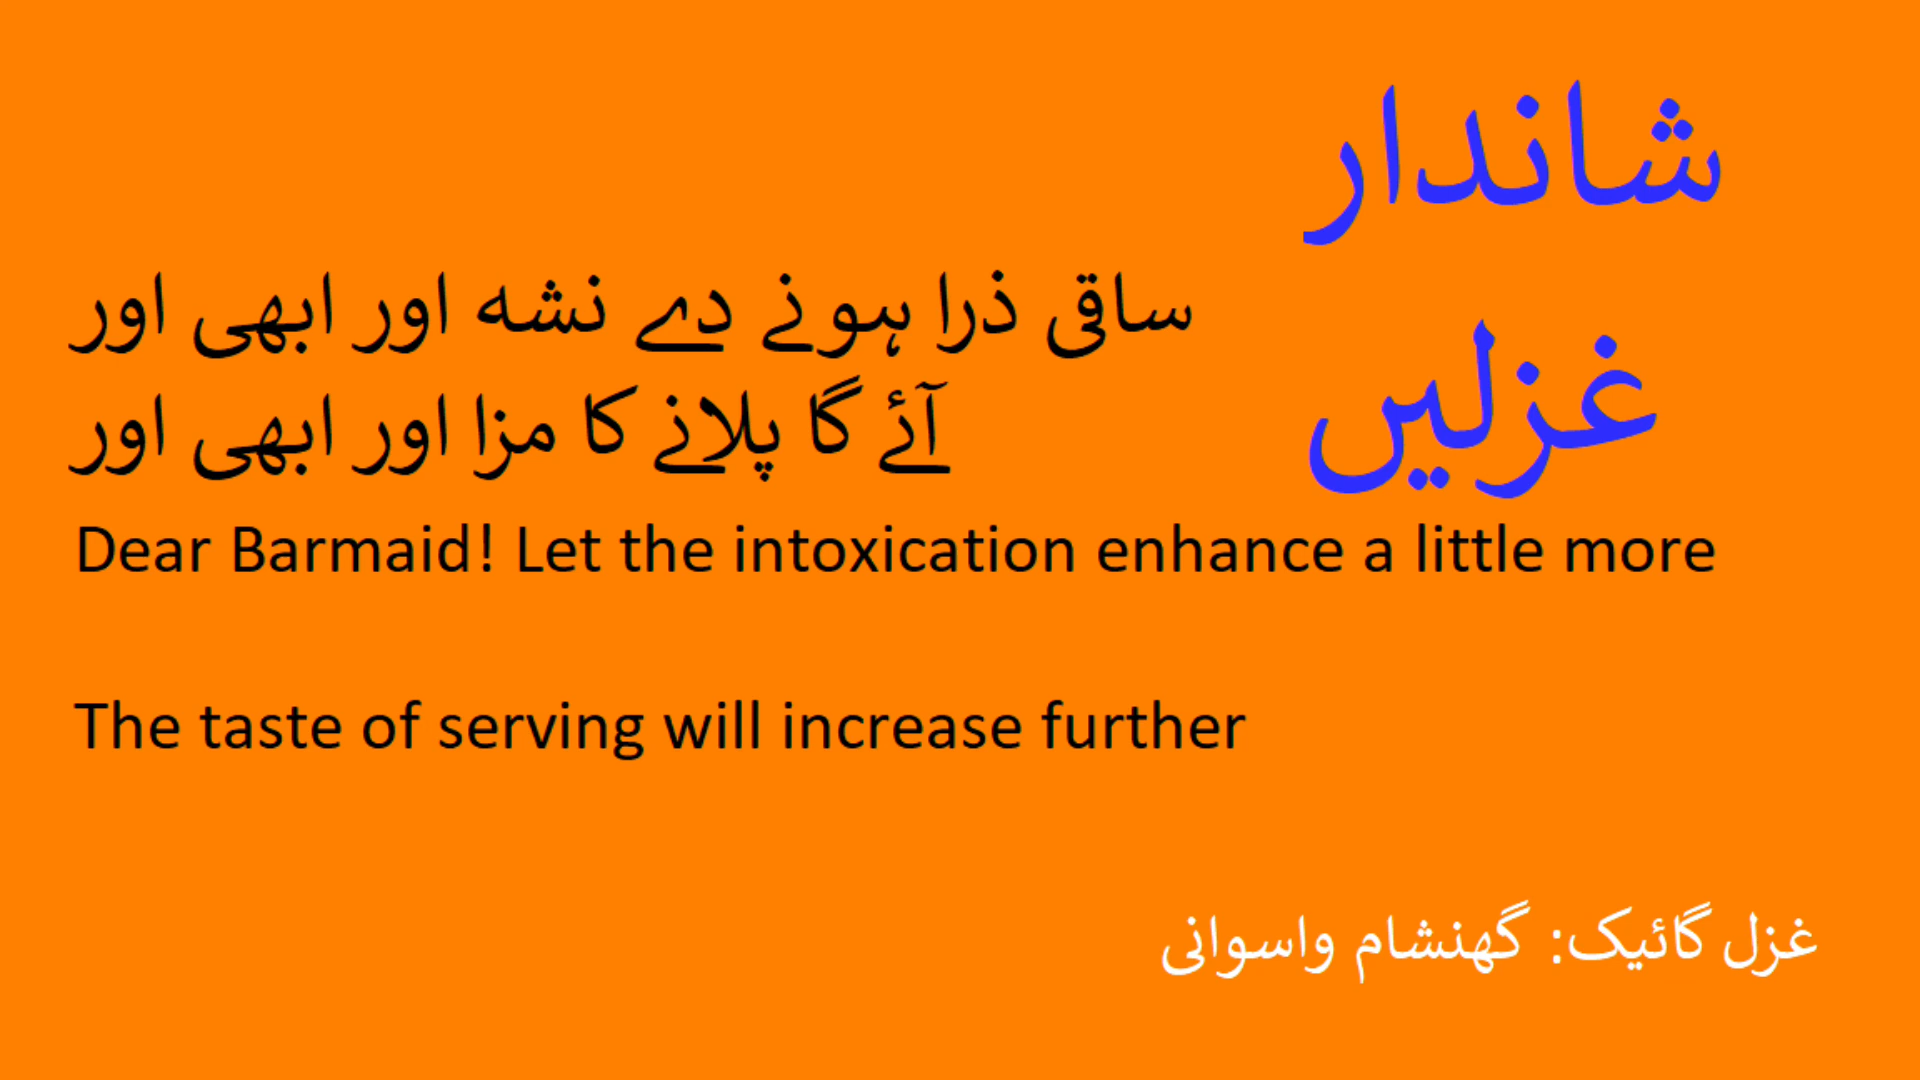 شاندار
غزلیں
ساقی ذرا ہونے دے نشہ اور ابھی اور
آئے گا پلانے کا مزا اور ابھی اور
Dear Barmaid! Let the intoxication enhance a little more
The taste of serving will increase further
غزل گائیک: گھنشام واسوانی